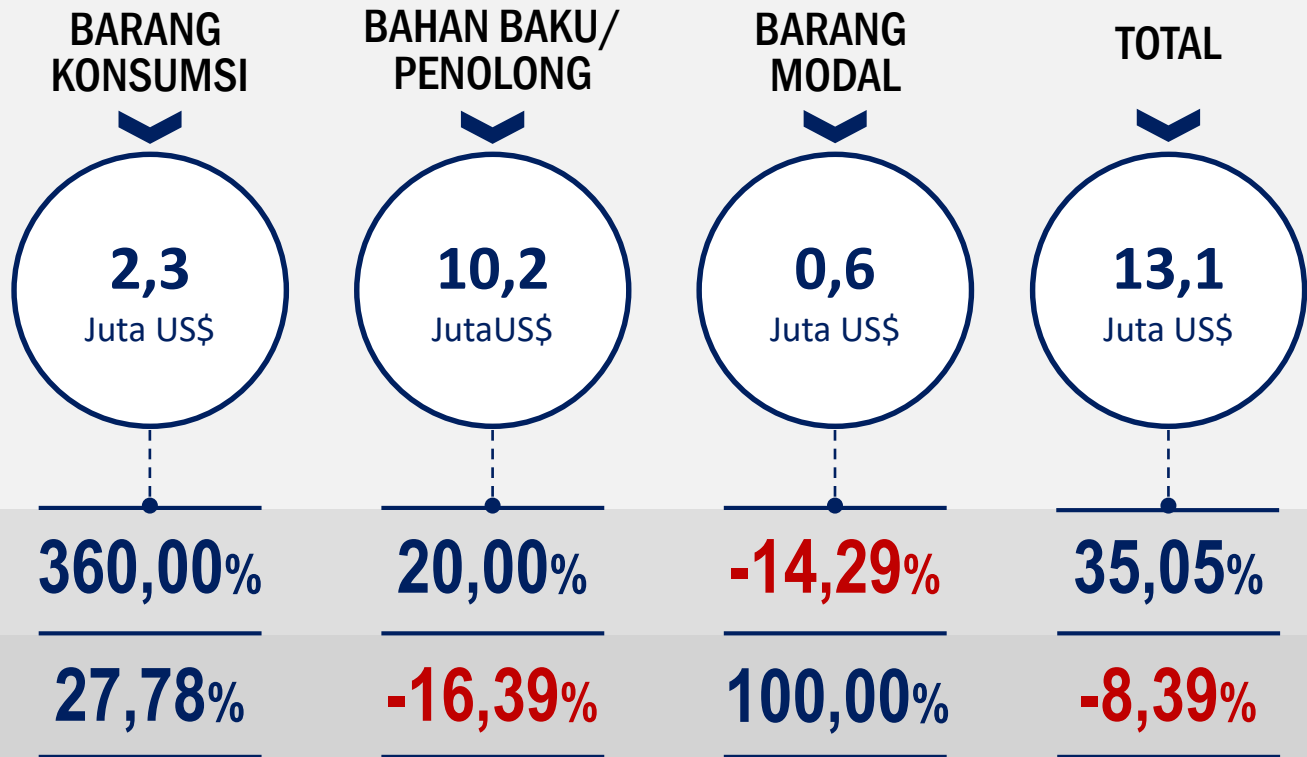 BARANG
KONSUMSI
BAHAN BAKU/
PENOLONG
BARANG
MODAL
TOTAL
2,3
Juta US$
10,2
JutaUS$
0,6
Juta US$
13,1
Juta US$
360,00%
20,00%
-14,29%
35,05%
27,78%
-16,39%
100,00%
-8,39%